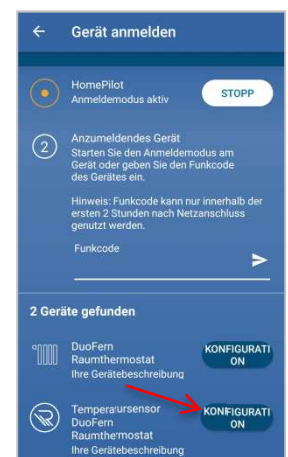 Gerät anmelden
HomePilot
Anmeldemodus aktiv
STOPP
2
Anzumeldendes Gerät
Starten Sie den Anmeldemodus am
Gerät oder geben Sie den Funkcode
des Gerätes ein.
Hinweis: Funkcode kann nur innerhalb der
ersten 2 Stunden nach Netzanschluss
genutzt werden.
Funkcode
2 Geräte gefunden
DuoFern
Raumthermostat
Ihre Gerätebeschreibung
KONFIGURATI
ON
Temperatursensor
DuoFern
Raumthermostat
Ihre Gerätebeschreibung
KONFIGURATI
ON